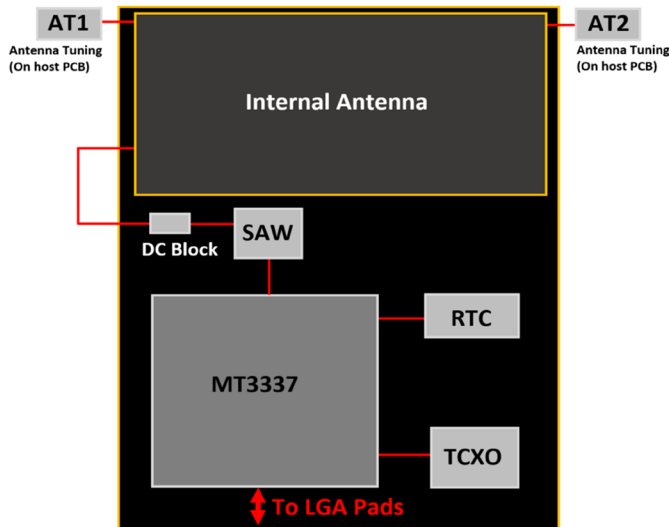 AT1
Antenna Tuning
(On host PCB)
AT2
Antenna Tuning
(On host PCB)
Internal Antenna
DC Block
SAW
RTC
MT3337
TCXO
To LGA Pads